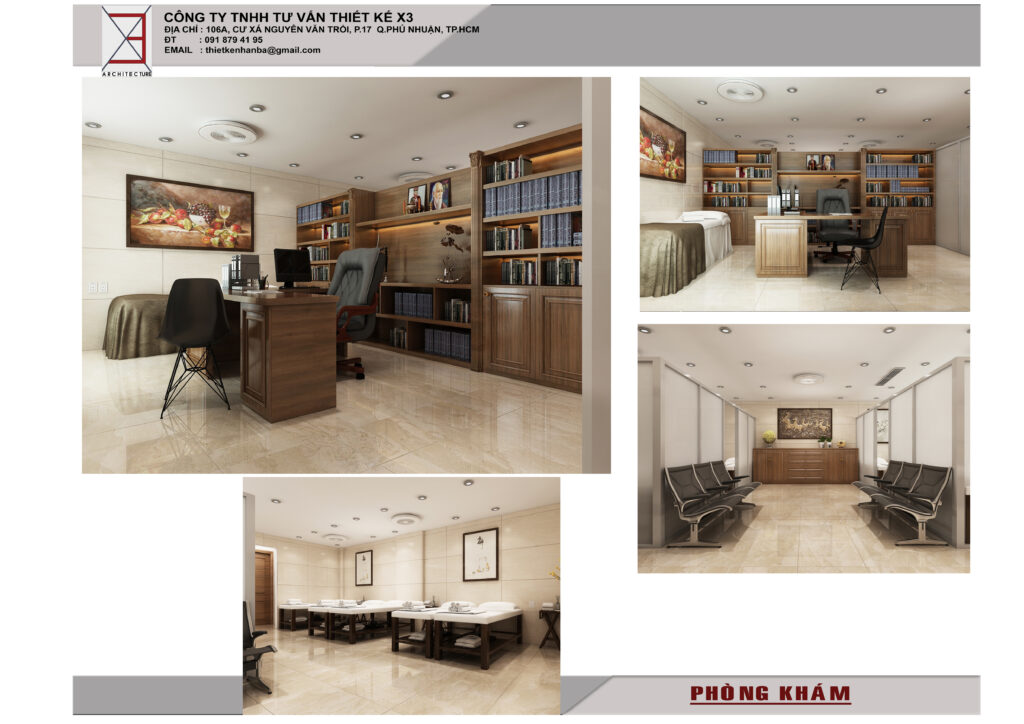 CÔNG TY TNHH TƯ VẤN THIẾT KẾ X3
ĐỊA CHỈ : 106A, CƯ XÁ NGUYỄN VĂN TRỖI, P.17 Q.PHÚ NHUẬN, TP.HCM
ĐT : 091 879 41 95
EMAIL : thietkenhanba@gmail.com
ARCHITECTURE
PHÒNG KHÁM